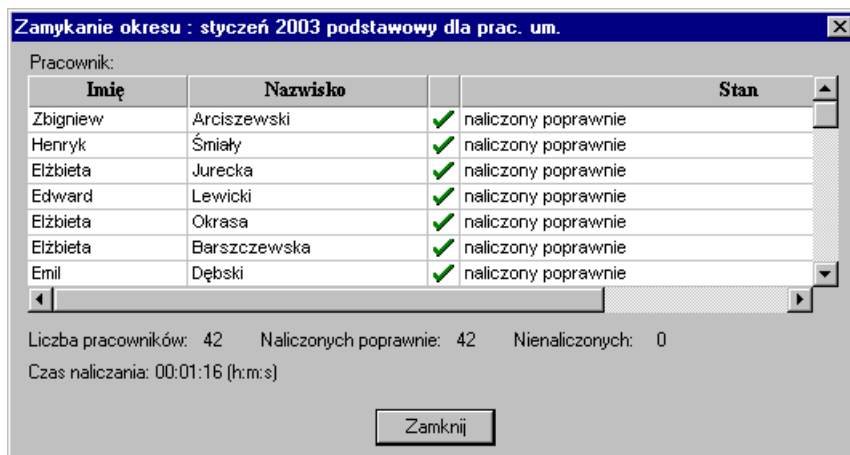 Zamykanie okresu : styczeń 2003 podstawowy dla prac. um.
Pracownik:
Imię Nazwisko Stan
Zbigniew Arciszewski naliczony poprawnie
Henryk Śmiały naliczony poprawnie
Elżbieta Jurecka naliczony poprawnie
Edward Lewicki naliczony poprawnie
Elżbieta Okrasa naliczony poprawnie
Elżbieta Barszczewska naliczony poprawnie
Emil Dębski naliczony poprawnie
Liczba pracowników: 42 Naliczonych poprawnie: 42 Nienaliczonych: 0
Czas naliczania: 00:01:16 (h:m:s)
Zamknij